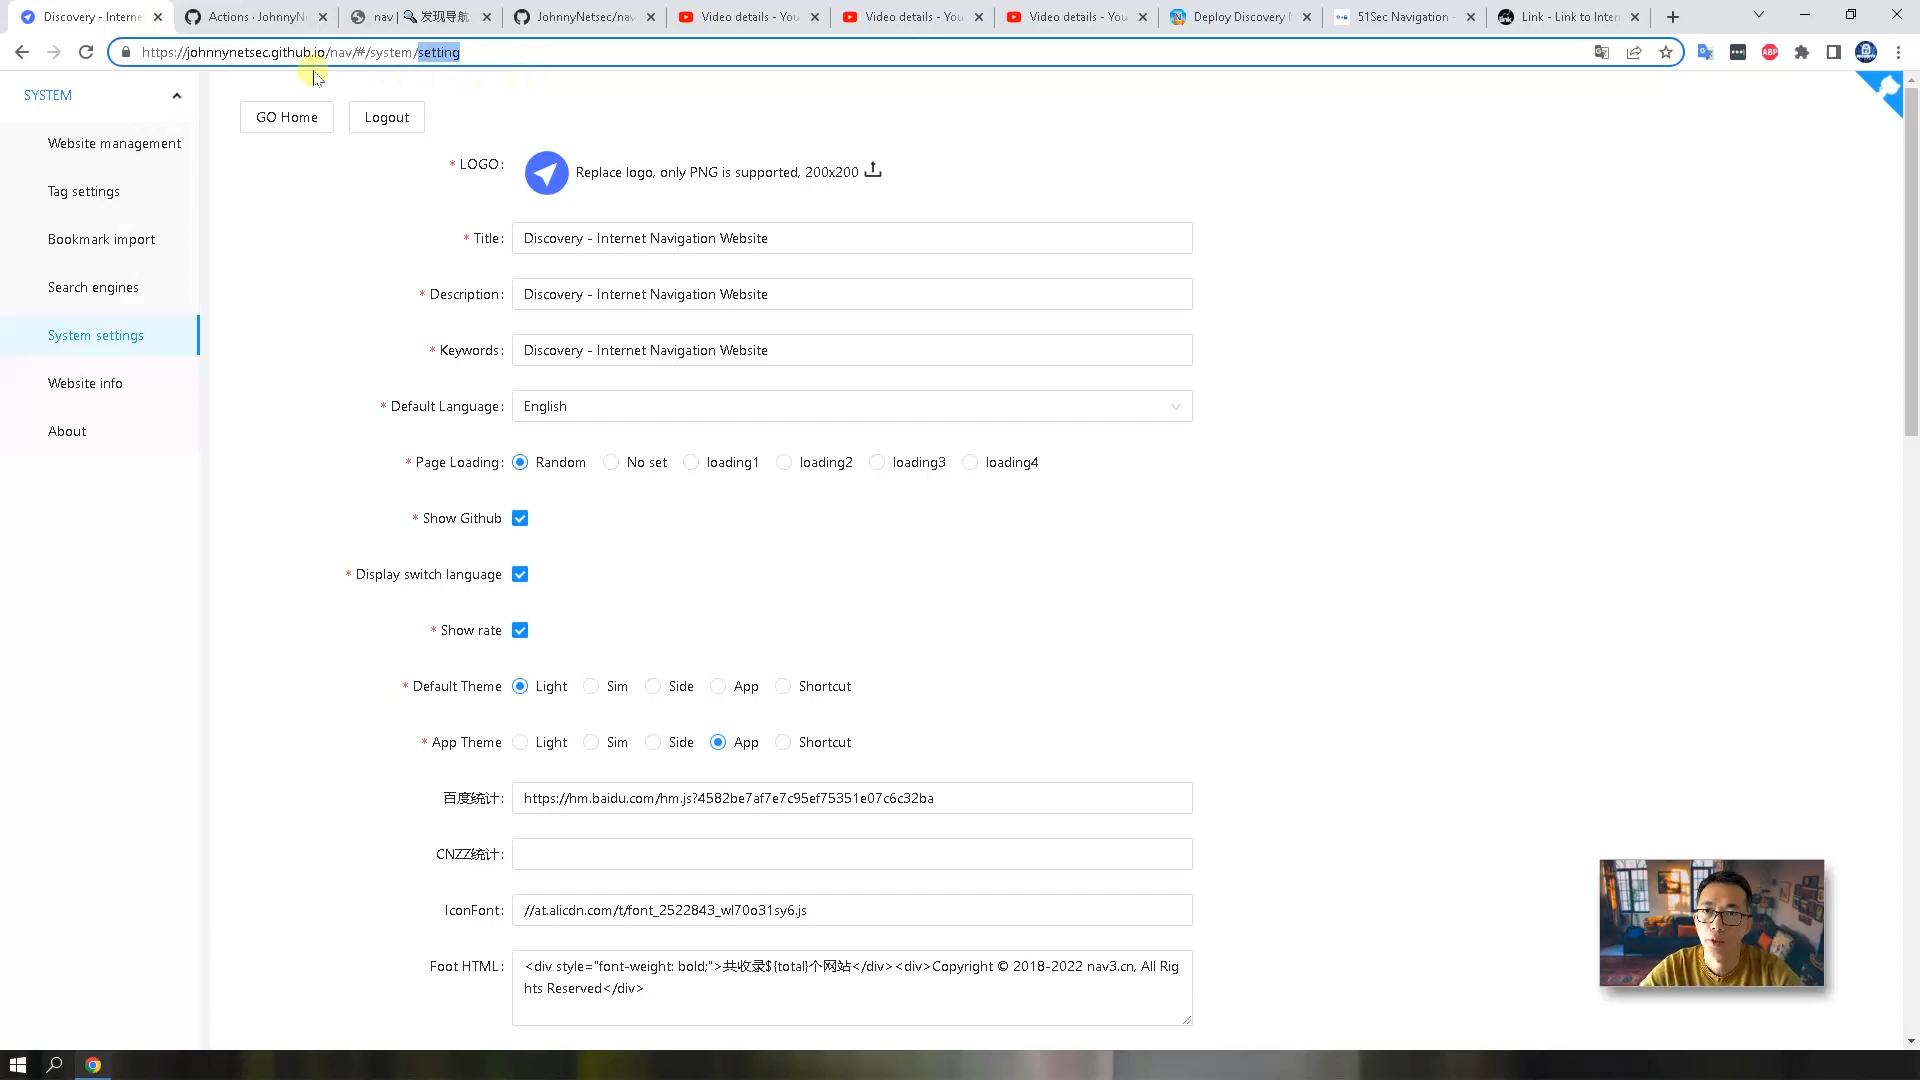 Discovery - Interne
Actions · JohnnyN
nav | 🔍 发现导航
JohnnyNetsec/nav
Video details - You
Video details - You
Video details - You
Deploy Discovery N
51Sec Navigation -
Link - Link to Inter
https://johnnynetsec.github.io/nav/#/system/setting
ABP
SYSTEM
Website management
Tag settings
Bookmark import
Search engines
System settings
Website info
About
GO Home
Logout
* LOGO:
Replace logo, only PNG is supported, 200x200
* Title:
Discovery - Internet Navigation Website
* Description:
Discovery - Internet Navigation Website
* Keywords:
Discovery - Internet Navigation Website
* Default Language:
English
* Page Loading:
Random
No set
loading1
loading2
loading3
loading4
* Show Github
* Display switch language
* Show rate
* Default Theme
Light
Sim
Side
App
Shortcut
* App Theme
Light
Sim
Side
App
Shortcut
百度统计:
https://hm.baidu.com/hm.js?4582be7af7e7c95ef75351e07c6c32ba
CNZZ统计:
IconFont:
//at.alicdn.com/t/font_2522843_wl70o31sy6.js
Foot HTML:
<div style="font-weight: bold;">共收录${total}个网站</div><div>Copyright © 2018-2022 nav3.cn, All Rig
hts Reserved</div>